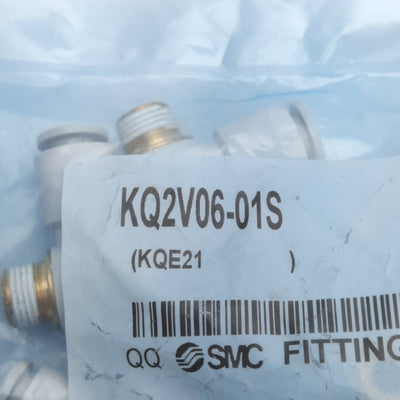 KQ2V06-01S
(KQE21 )
QQ SMC FITTING